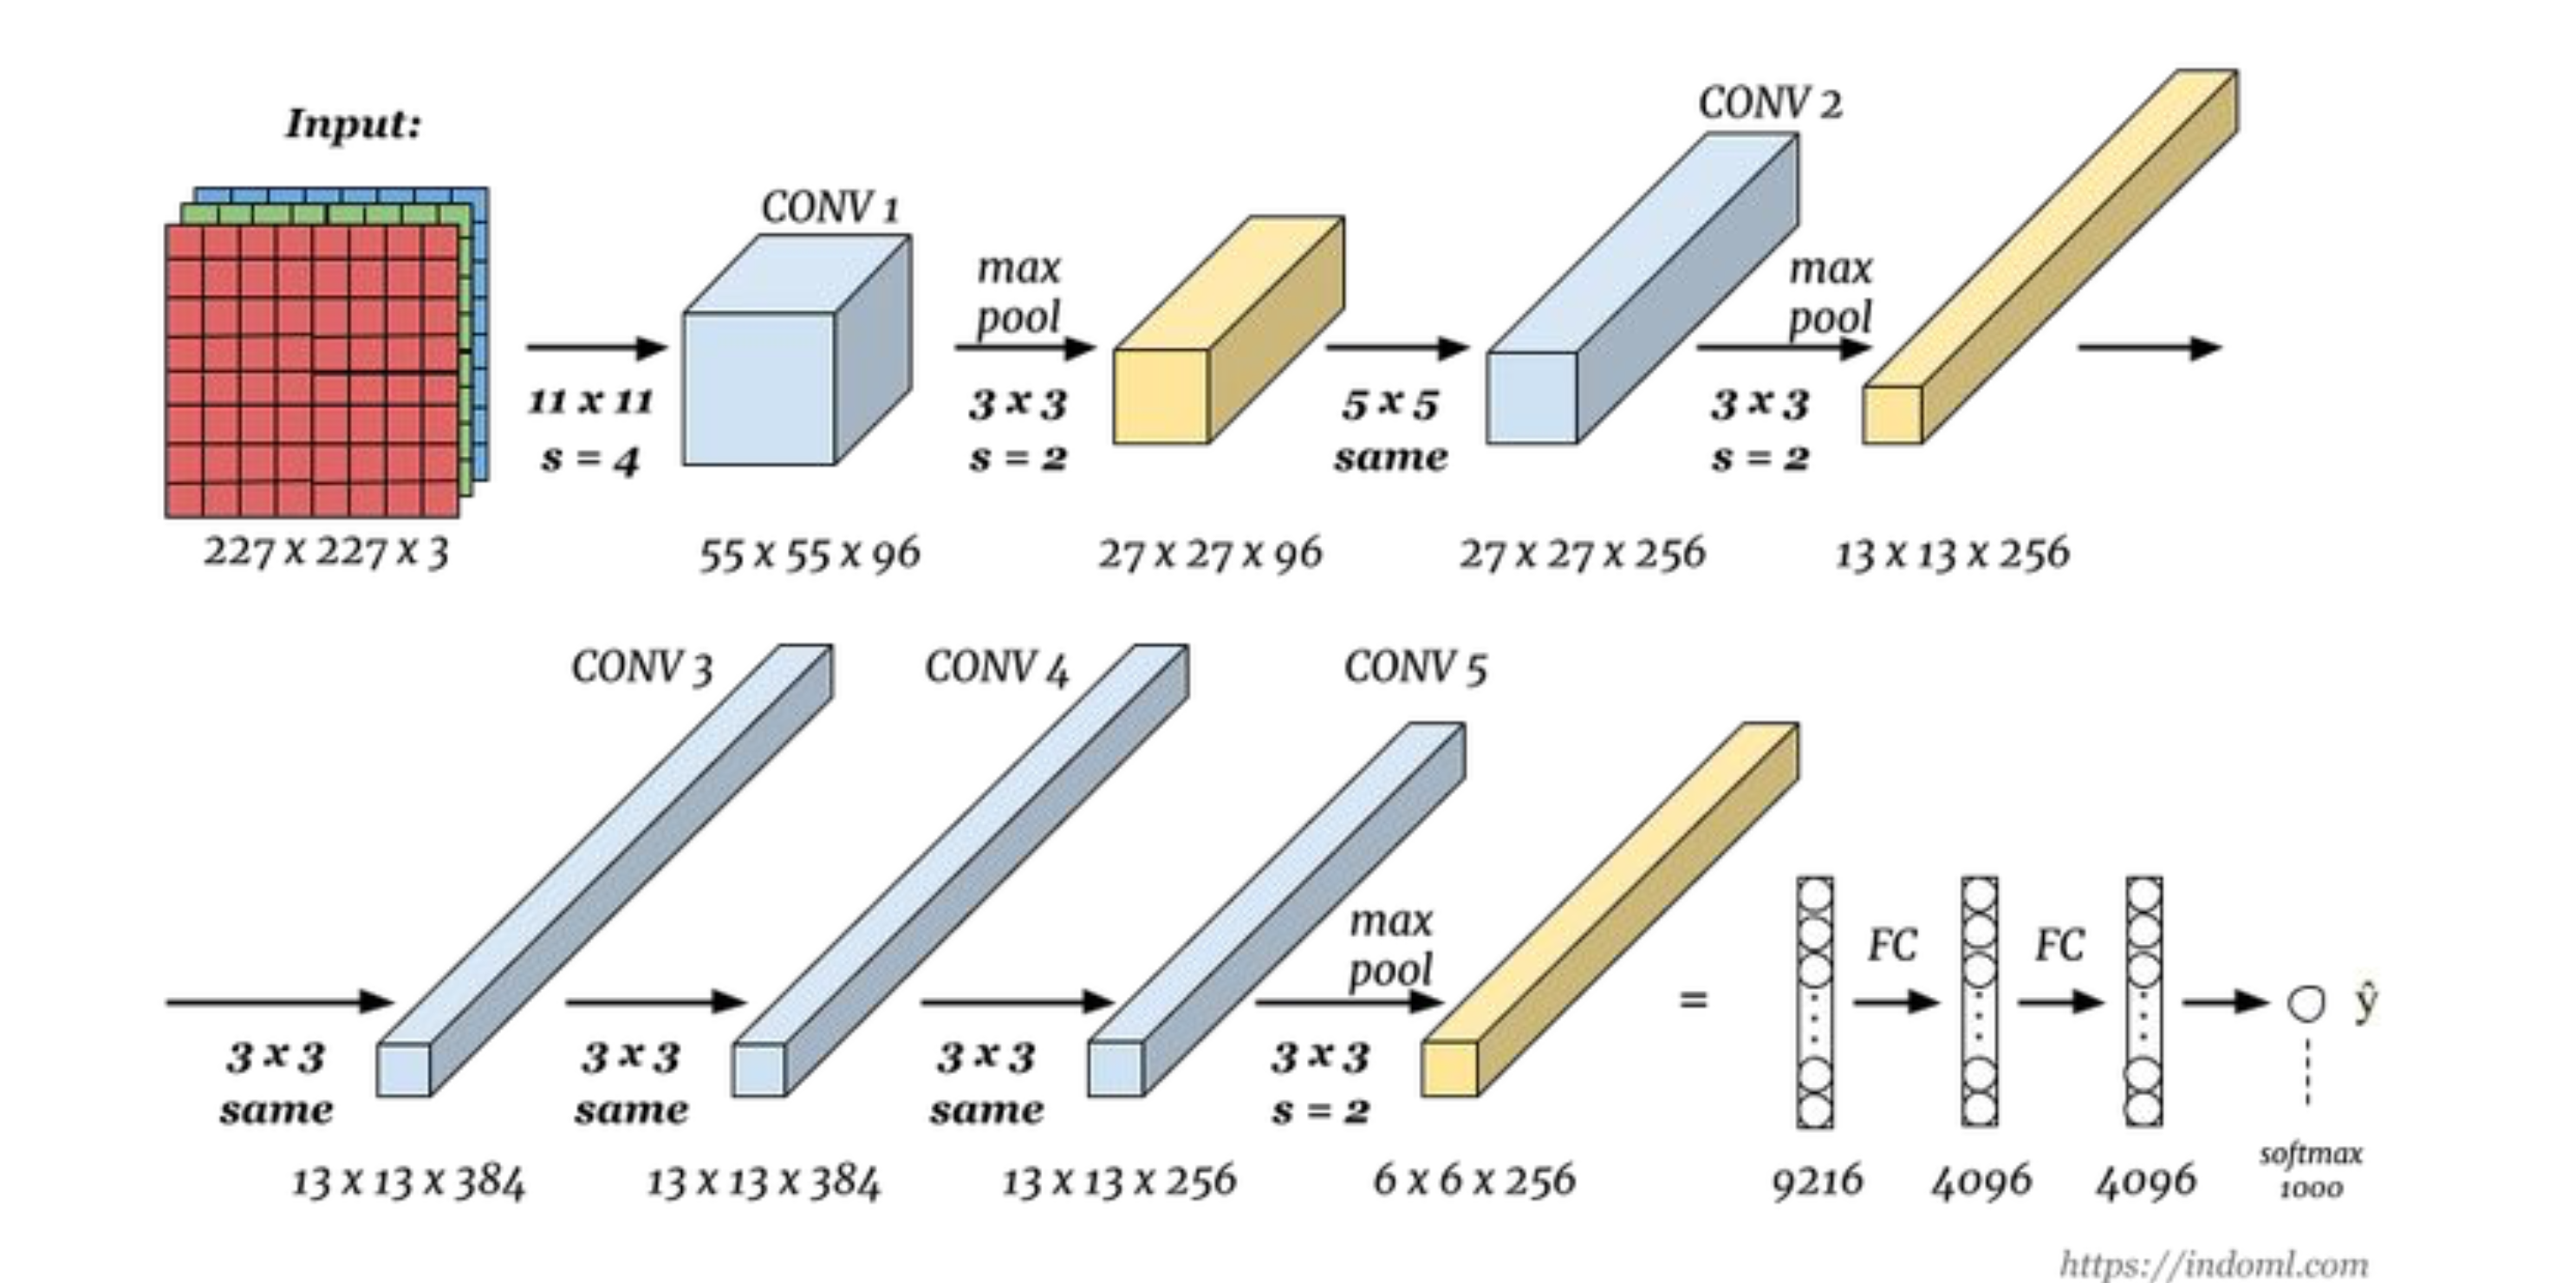 Input:
CONV 1
CONV 2
max
pool
max
pool
11 x 11
s = 4
3 x 3
s = 2
5 x 5
same
3 x 3
s = 2
227 x 227 x 3
55 x 55 x 96
27 x 27 x 96
27 x 27 x 256
13 x 13 x 256
CONV 3
CONV 4
CONV 5
max
pool
FC
FC
=
ŷ
3 x 3
same
3 x 3
same
3 x 3
same
3 x 3
s = 2
13 x 13 x 384
13 x 13 x 384
13 x 13 x 256
6 x 6 x 256
9216
4096
4096
softmax
1000
https://indoml.com